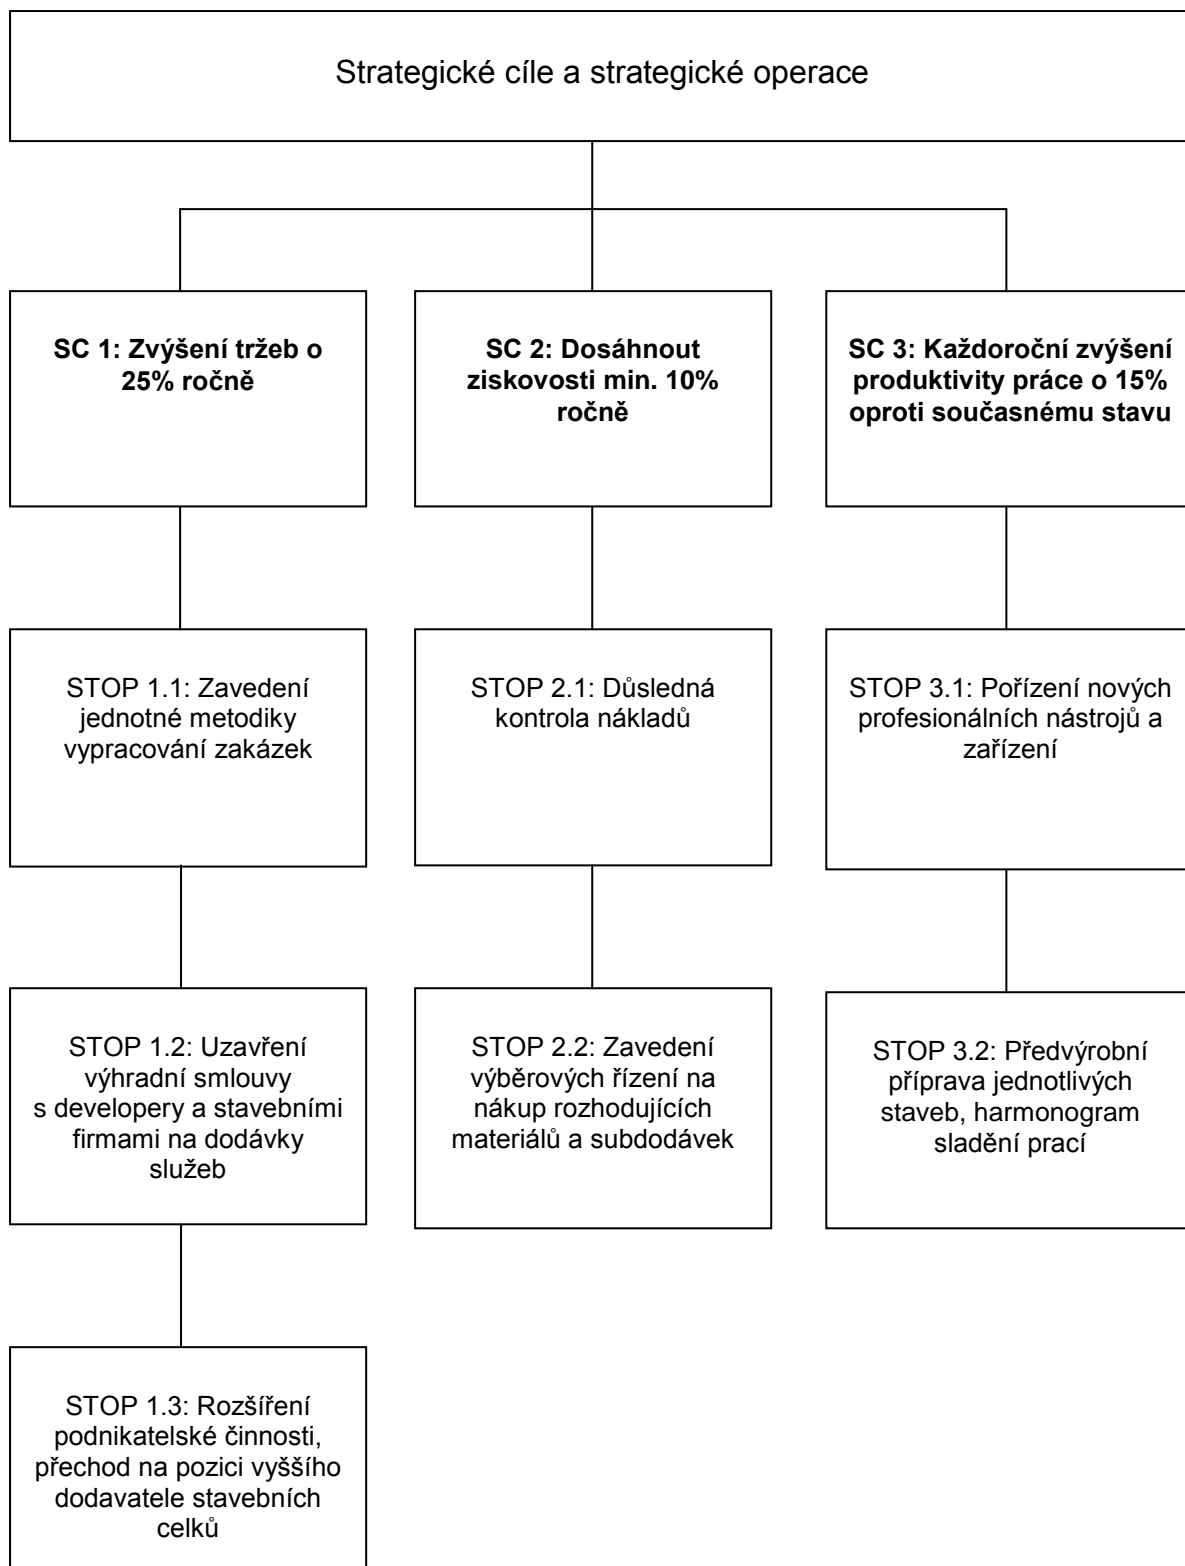 Strategické cíle a strategické operace
SC 1: Zvýšení tržeb o
25% ročně
SC 2: Dosáhnout
ziskovosti min. 10%
ročně
SC 3: Každoroční zvýšení
produktivity práce o 15%
oproti současnému stavu
STOP 1.1: Zavedení
jednotné metodiky
vypracování zakázek
STOP 2.1: Důsledná
kontrola nákladů
STOP 3.1: Pořízení nových
profesionálních nástrojů a
zařízení
STOP 1.2: Uzavření
výhradní smlouvy
s developery a stavebními
firmami na dodávky
služeb
STOP 2.2: Zavedení
výběrových řízení na
nákup rozhodujících
materiálů a subdodávek
STOP 3.2: Předvýrobní
příprava jednotlivých
staveb, harmonogram
sladění prací
STOP 1.3: Rozšíření
podnikatelské činnosti,
přechod na pozici vyššího
dodavatele stavebních
celků